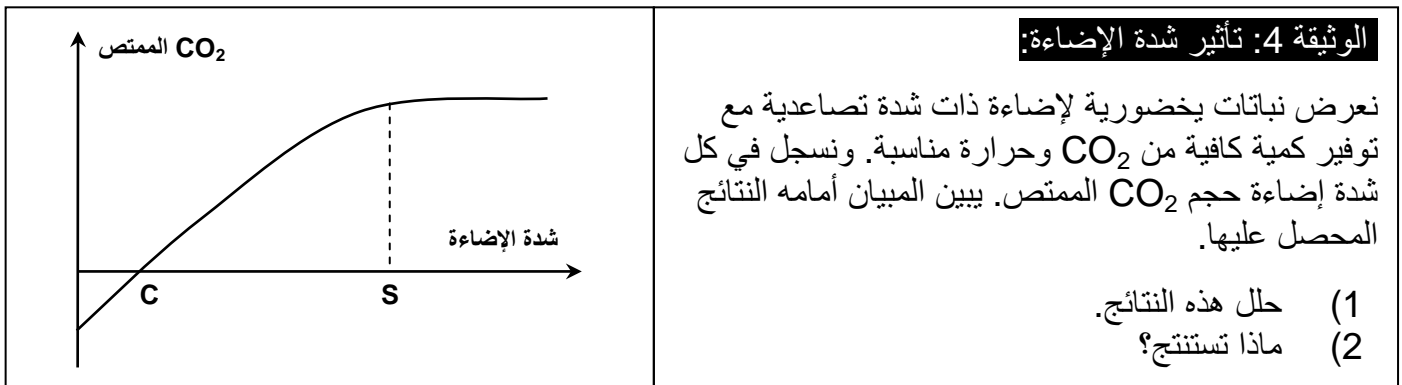 الوثيقة 4: تأثير شدة الإضاءة:
نعرض نباتات يخضورية لإضاءة ذات شدة تصاعدية مع
توفير كمية كافية من CO₂ وحرارة مناسبة. ونسجل في كل
شدة إضاءة حجم CO₂ الممتص. يبين المبيان أمامه النتائج
المحصل عليها.
1) حلل هذه النتائج.
2) ماذا تستنتج؟
CO₂ الممتص
شدة الإضاءة
C
S